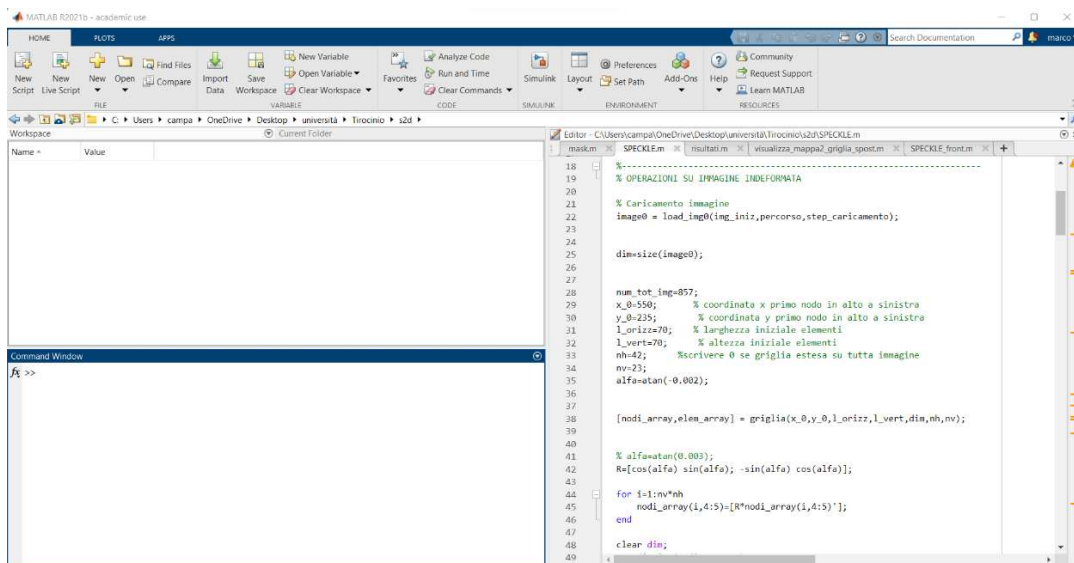 MATLAB R2021b - academic use
HOME PLOTS APPS
Search Documentation
marco
New Script
New Live Script
New
Open
Find Files
Compare
Import Data
Save Workspace
New Variable
Open Variable
Clear Workspace
Favorites
Analyze Code
Run and Time
Clear Commands
Simulink
Layout
Preferences
Set Path
Add-Ons
Help
Community
Request Support
Learn MATLAB
FILE VARIABLE CODE SIMULINK ENVIRONMENT RESOURCES
C: Users campa OneDrive Desktop università Tirocinio s2d
Workspace
Current Folder
Name Value
Command Window
fx >>
Editor - C:\Users\campa\OneDrive\Desktop\università\Tirocinio\s2d\SPECKLE.m
mask.m SPECKLE.m risultati.m visualizza_mappa2_griglia_spost.m SPECKLE_front.m +
18 %--------------------------------------------------------------------------
19 % OPERAZIONI SU IMMAGINE INDEFORMATA
20
21 % Caricamento immagine
22 image0 = load_img0(img_iniz,percorso,step_caricamento);
23
24
25 dim=size(image0);
26
27
28 num_tot_img=857;
29 x_0=550; % coordinata x primo nodo in alto a sinistra
30 y_0=235; % coordinata y primo nodo in alto a sinistra
31 l_orizz=70; % larghezza iniziale elementi
32 l_vert=70; % altezza iniziale elementi
33 nh=42; %scrivere 0 se griglia estesa su tutta immagine
34 nv=23;
35 alfa=atan(-0.002);
36
37
38 [nodi_array,elem_array] = griglia(x_0,y_0,l_orizz,l_vert,dim,nh,nv);
39
40
41 % alfa=atan(0.003);
42 R=[cos(alfa) sin(alfa); -sin(alfa) cos(alfa)];
43
44 for i=1:nv*nh
45 nodi_array(i,4:5)=[R*nodi_array(i,4:5)'];
46 end
47
48 clear dim;
49